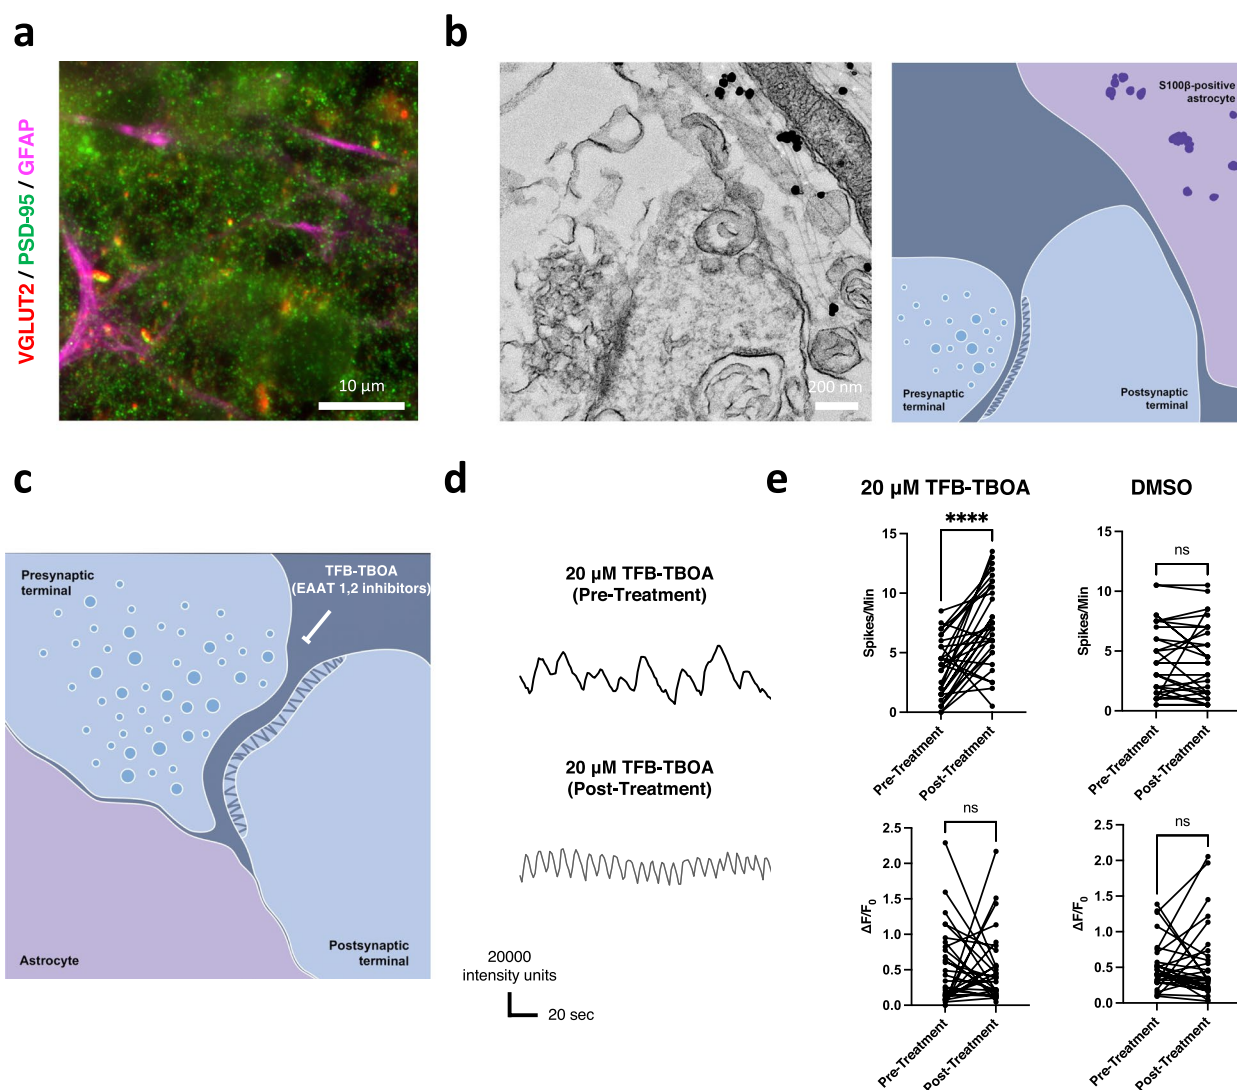 a
VGLUT2 / PSD-95 / GFAP
10 µm
b
200 nm
S100β-positive
astrocyte
Presynaptic
terminal
Postsynaptic
terminal
c
Presynaptic
terminal
TFB-TBOA
(EAAT 1,2 inhibitors)
Astrocyte
Postsynaptic
terminal
d
20 µM TFB-TBOA
(Pre-Treatment)
20 µM TFB-TBOA
(Post-Treatment)
20000
intensity units
20 sec
e
20 µM TFB-TBOA
****
Spikes/Min
15
10
5
0
Pre-Treatment
Post-Treatment
DMSO
ns
Spikes/Min
15
10
5
0
Pre-Treatment
Post-Treatment
ns
ΔF/F0
2.5
2.0
1.5
1.0
0.5
0.0
Pre-Treatment
Post-Treatment
ns
ΔF/F0
2.5
2.0
1.5
1.0
0.5
0.0
Pre-Treatment
Post-Treatment